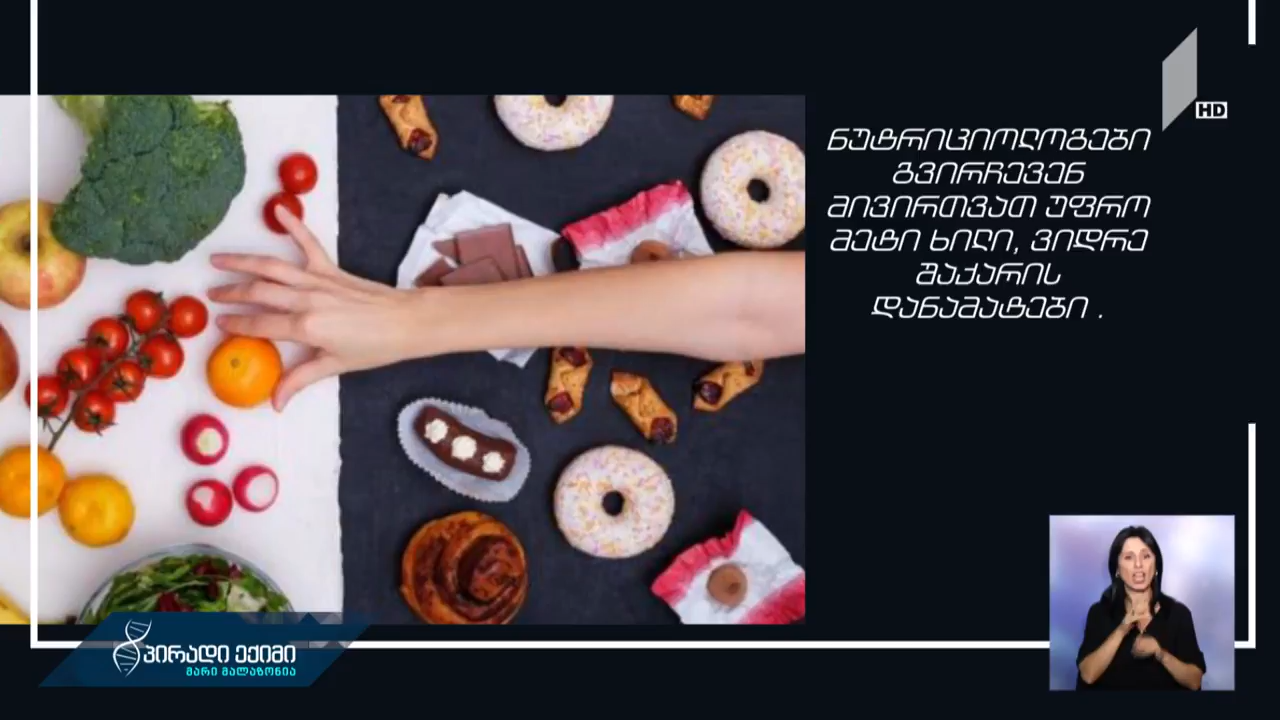 HD
ნუტრიციოლოგები
გვირჩევენ
მივირთვათ უფრო
მეტი ხილი, ვიდრე
შაქარის
დანამატები .
პირადი ექიმი
მარი მალაზონია